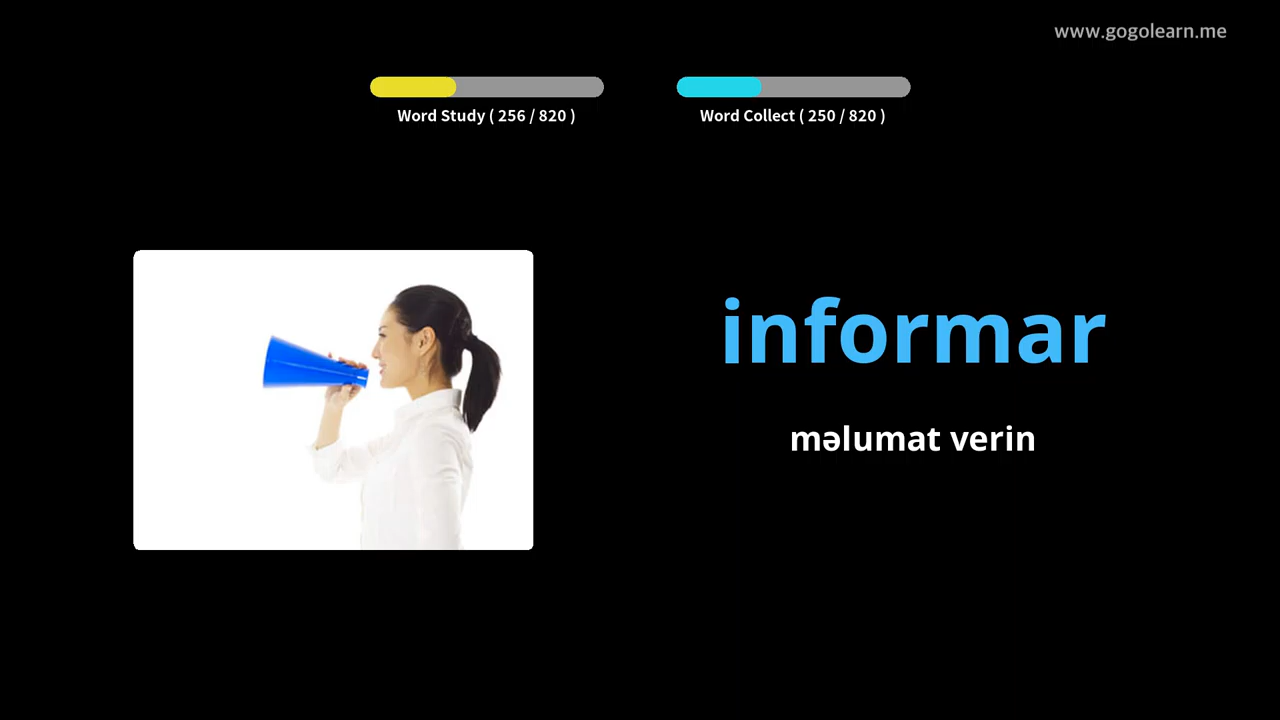 www.gogolearn.me
Word Study ( 256 / 820 )
Word Collect ( 250 / 820 )
informar
məlumat verin